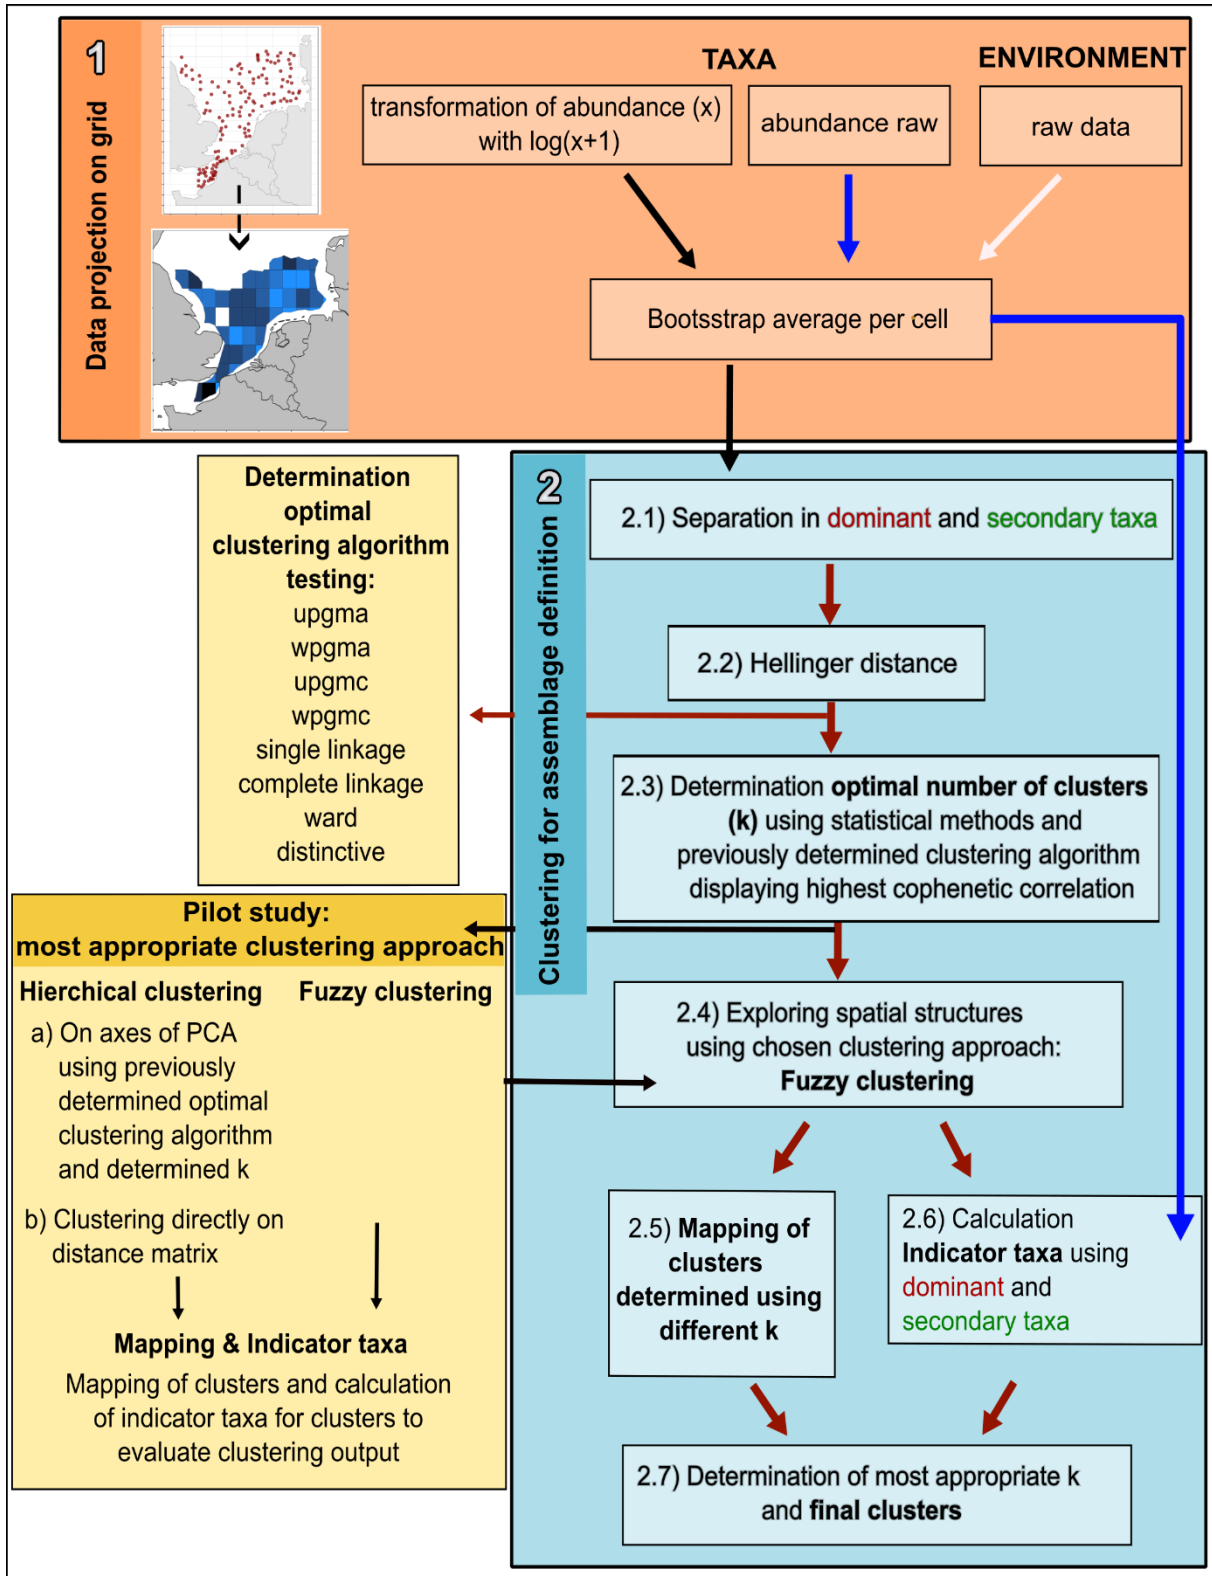 1
Data projection on grid
TAXA
ENVIRONMENT
transformation of abundance (x)
with log(x+1)
abundance raw
raw data
Bootsstrap average per cell
2
Clustering for assemblage definition
Determination
optimal
clustering algorithm
testing:
upgma
wpgma
upgmc
wpgmc
single linkage
complete linkage
ward
distinctive
2.1) Separation in dominant and secondary taxa
2.2) Hellinger distance
2.3) Determination optimal number of clusters
(k) using statistical methods and
previously determined clustering algorithm
displaying highest cophenetic correlation
Pilot study:
most appropriate clustering approach
Hierchical clustering
a) On axes of PCA
using previously
determined optimal
clustering algorithm
and determined k
b) Clustering directly on
distance matrix
Fuzzy clustering
Mapping & Indicator taxa
Mapping of clusters and calculation
of indicator taxa for clusters to
evaluate clustering output
2.4) Exploring spatial structures
using chosen clustering approach:
Fuzzy clustering
2.5) Mapping of
clusters
determined using
different k
2.6) Calculation
Indicator taxa using
dominant and
secondary taxa
2.7) Determination of most appropriate k
and final clusters